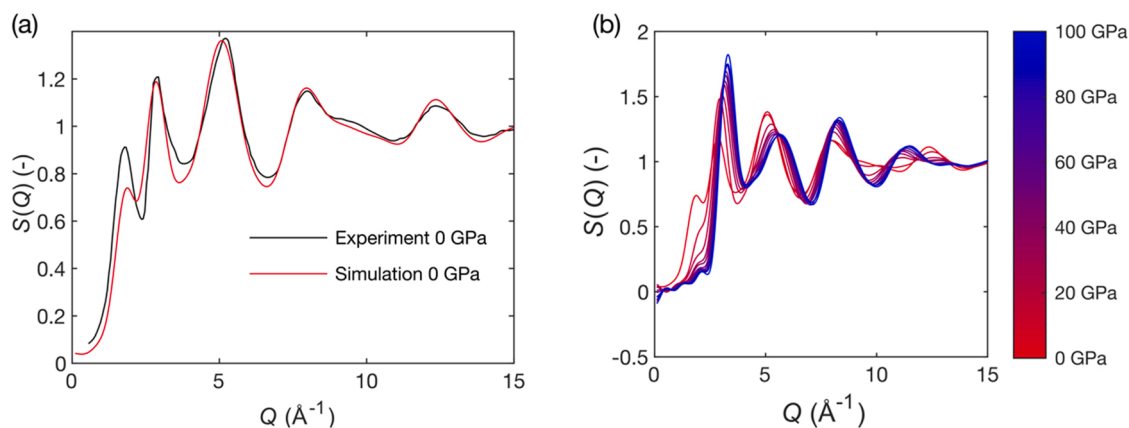 (a)
S(Q) (-)
1.2
1
0.8
0.6
0.4
0.2
0
Experiment 0 GPa
Simulation 0 GPa
0 5 10 15
Q (Å⁻¹)
(b)
S(Q) (-)
2
1.5
1
0.5
0
-0.5
0 5 10 15
Q (Å⁻¹)
100 GPa
80 GPa
60 GPa
40 GPa
20 GPa
0 GPa